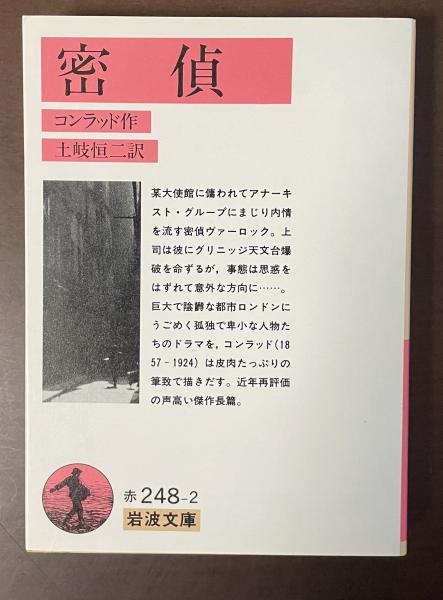 密偵
コンラッド作
土岐恒二訳
某大使館に傭われてアナーキ
スト・グループにまじり内情
を流す密偵ヴァーロック。上
司は彼にグリニッジ天文台爆
破を命ずるが，事態は思惑を
はずれて意外な方向に……。
巨大で陰欝な都市ロンドンに
うごめく孤独で卑小な人物た
ちのドラマを，コンラッド(18
57-1924) は皮肉たっぷりの
筆致で描きだす。近年再評価
の声高い傑作長篇。
赤 248-2
岩波文庫